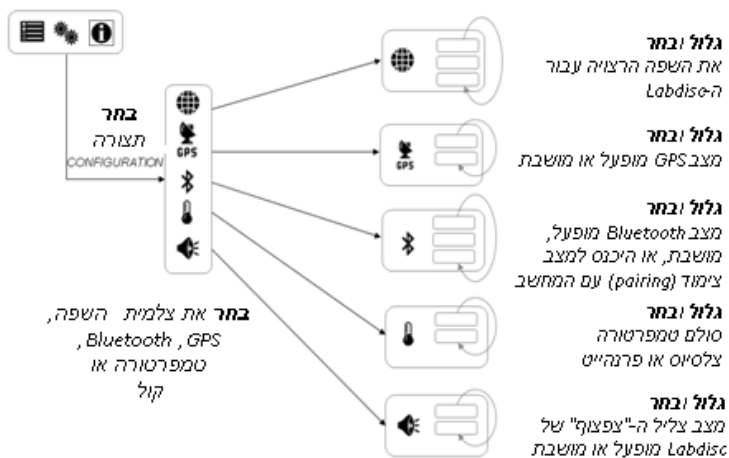 בחר
תצורה
CONFIGURATION
GPS
בחר את צלמית השפה,
GPS , Bluetooth ,
טמפרטורה או
קול
גלול ובחר
את השפה הרצויה עבור
ה-Labdisc
GPS
גלול ובחר
מצב GPS מופעל או מושבת
גלול ובחר
מצב Bluetooth מופעל,
מושבת, או היכנס למצב
צימוד (pairing) עם המחשב
גלול ובחר
סולם טמפרטורה
צלסיוס או פרנהייט
גלול ובחר
מצב צליל ה-"צפצוף" של
Labdisc מופעל או מושבת